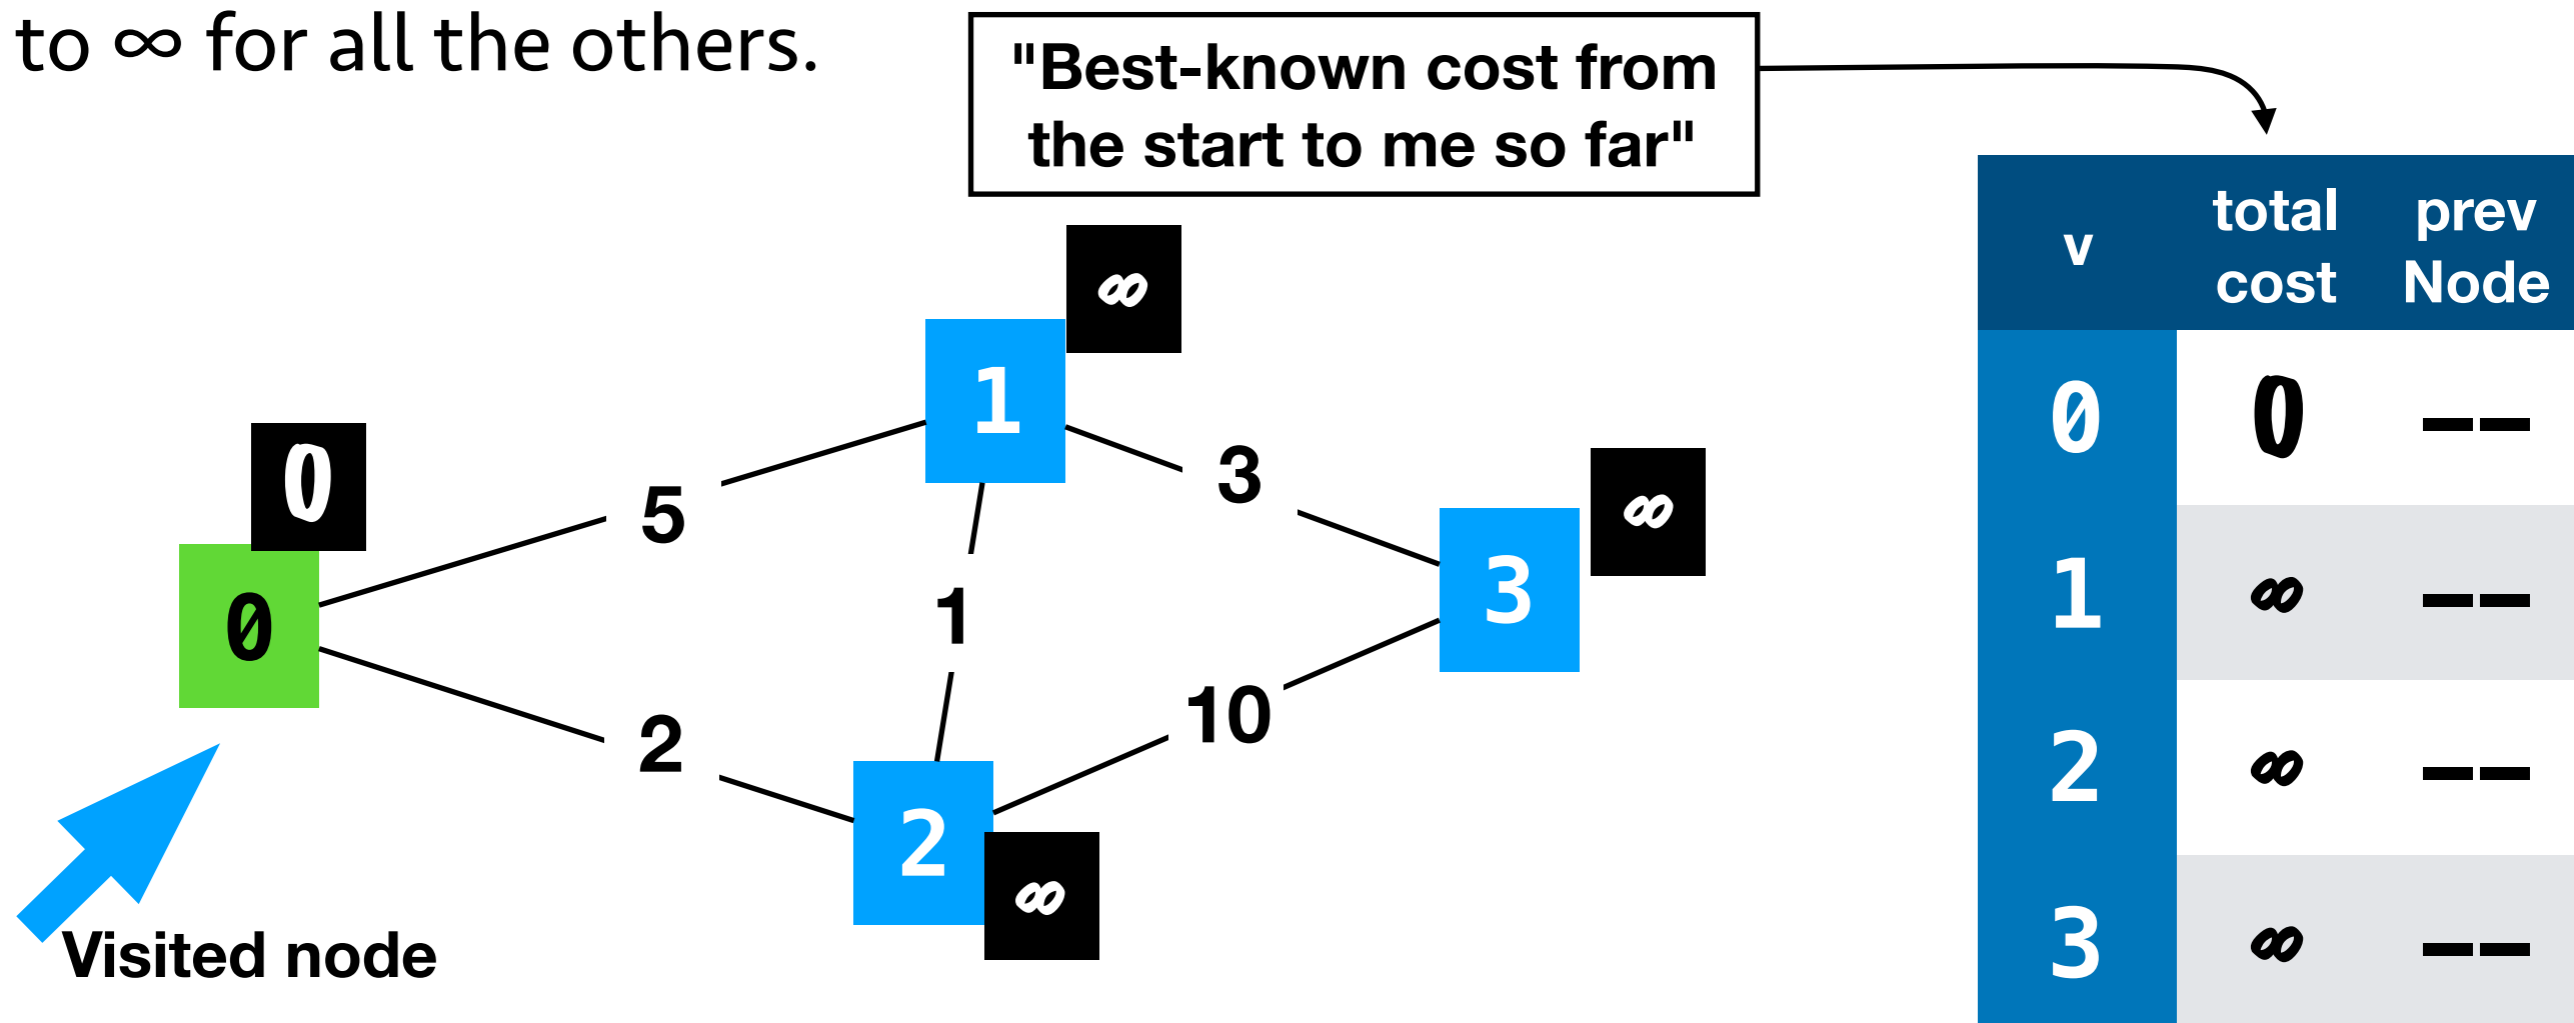 to ∞ for all the others.
"Best-known cost from
the start to me so far"
∞
1
0
5
3
∞
0
1
3
2
10
2
∞
Visited node
v total cost prev Node
0 0 --
1 ∞ --
2 ∞ --
3 ∞ --